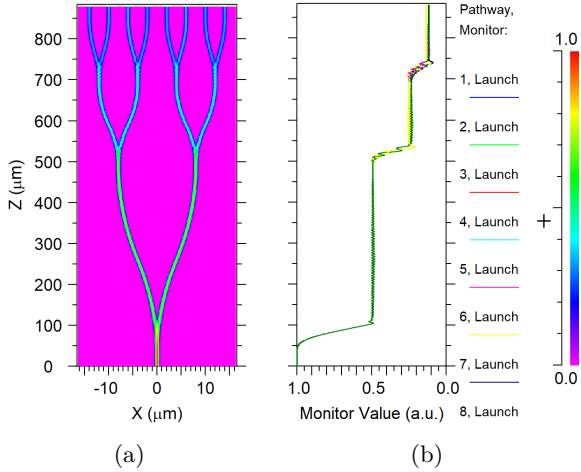 Pathway,
Monitor:
1.0
800
700
600
500
400
300
200
100
0
Z (μm)
-10 0 10
X (μm)
1.0 0.5 0.0
Monitor Value (a.u.)
1, Launch
2, Launch
3, Launch
4, Launch
5, Launch
6, Launch
7, Launch
8, Launch
0.0
(a) (b)